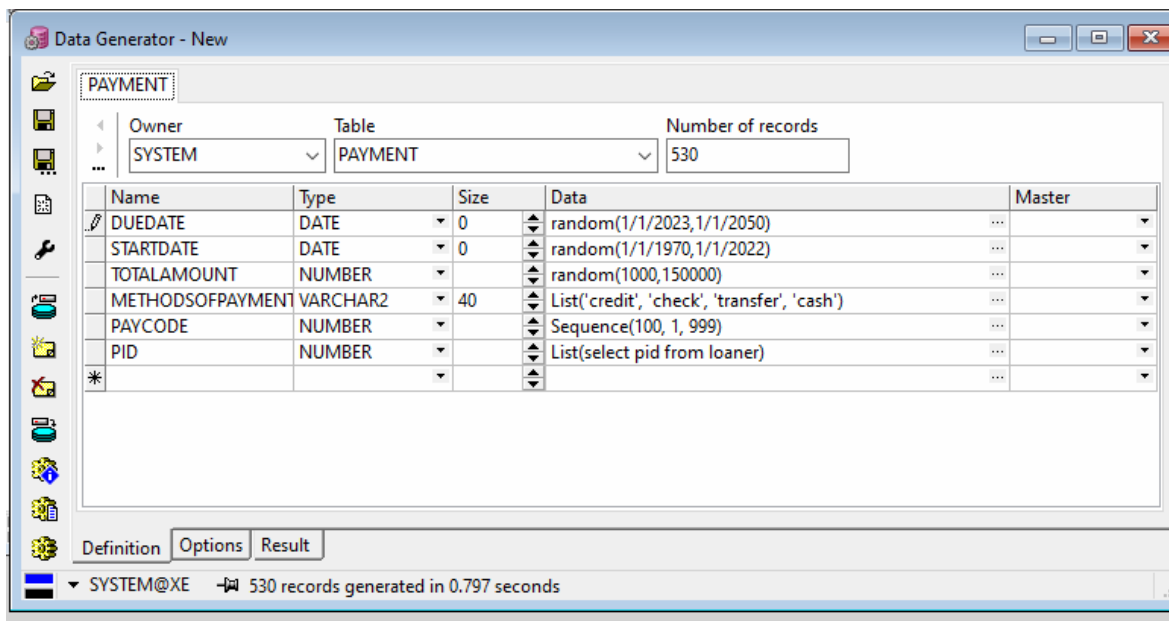 Data Generator - New
PAYMENT
Owner Table Number of records
SYSTEM PAYMENT 530
Name Type Size Data Master
DUEDATE DATE 0 random(1/1/2023,1/1/2050) ...
STARTDATE DATE 0 random(1/1/1970,1/1/2022) ...
TOTALAMOUNT NUMBER random(1000,150000) ...
METHODSOFPAYMENT VARCHAR2 40 List('credit', 'check', 'transfer', 'cash') ...
PAYCODE NUMBER Sequence(100, 1, 999) ...
PID NUMBER List(select pid from loaner) ...
* ...
Definition Options Result
SYSTEM@XE 530 records generated in 0.797 seconds